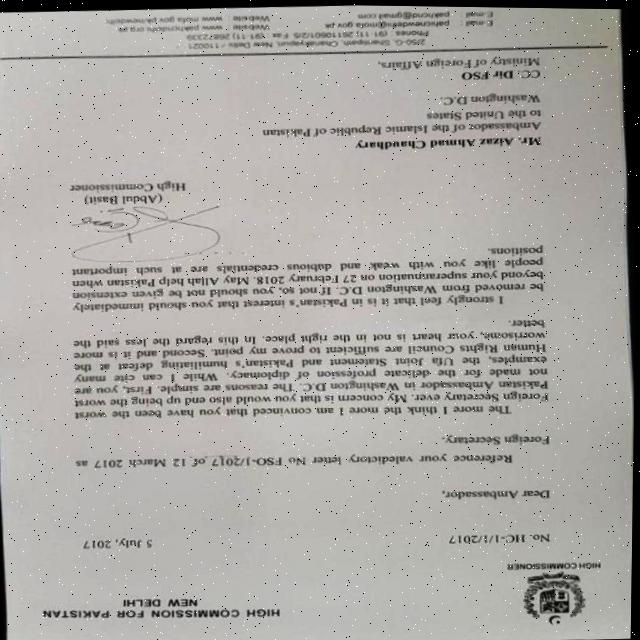 HIGH COMMISSION FOR PAKISTAN
NEW DELHI
HIGH COMMISSIONER
No. HC-1/1/2017
5 July, 2017
Dear Ambassador,
Reference your valedictory letter No FSO-1/2017 of 12 March 2017 as
Foreign Secretary.
The more I think the more I am convinced that you have been the worst
Foreign Secretary ever. My concern is that you would also end up being the worst
Pakistan Ambassador in Washington D.C. The reasons are simple. First, you are
not made for the delicate profession of diplomacy. While I can cite many
examples, the Ufa Joint Statement and Pakistan's humiliating defeat at the
Human Rights Council are sufficient to prove my point. Second and it is more
worrisome, your heart is not in the right place. In this regard the less said the
better.
I strongly feel that it is in Pakistan's interest that you should immediately
be removed from Washington D.C. If not so, you should not be given extension
beyond your superannuation on 27 February 2018. May Allah help Pakistan when
people like you with weak and dubious credentials are at such important
positions.
(Abdul Basit)
High Commissioner
Mr. Aizaz Ahmad Chaudhary
Ambassador of the Islamic Republic of Pakistan
to the United States
Washington D.C.
CC. Dir FSO
Ministry of Foreign Affairs,
2/50-G, Shantipath, Chanakyapuri, New Delhi - 110021
Phones : (91 11) 26110601/2/5 Fax : (91 11) 26872339
E-mail : pahicnewdelhi@mofa.gov.pk Website : www.pakhcndelhi.org.pk
E-mail : pakhcnd@gmail.com Website : www.mofa.gov.pk/newdelhi